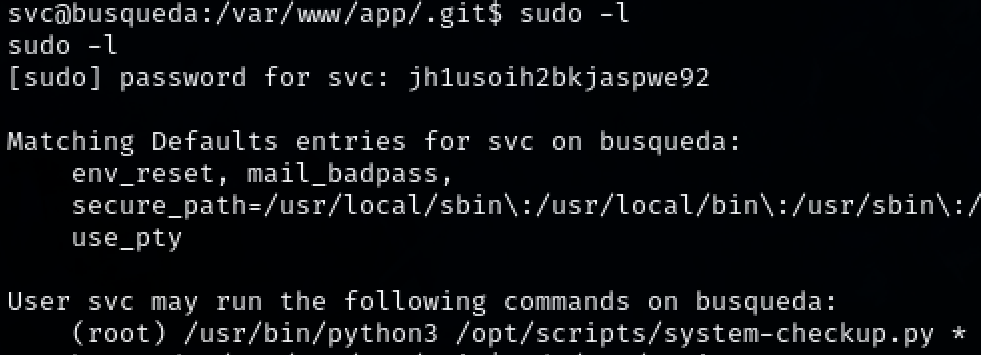 svc@busqueda:/var/www/app/.git$ sudo -l
sudo -l
[sudo] password for svc: jh1usoih2bkjaspwe92
Matching Defaults entries for svc on busqueda:
env_reset, mail_badpass,
secure_path=/usr/local/sbin\:/usr/local/bin\:/usr/sbin\:/
use_pty
User svc may run the following commands on busqueda:
(root) /usr/bin/python3 /opt/scripts/system-checkup.py *